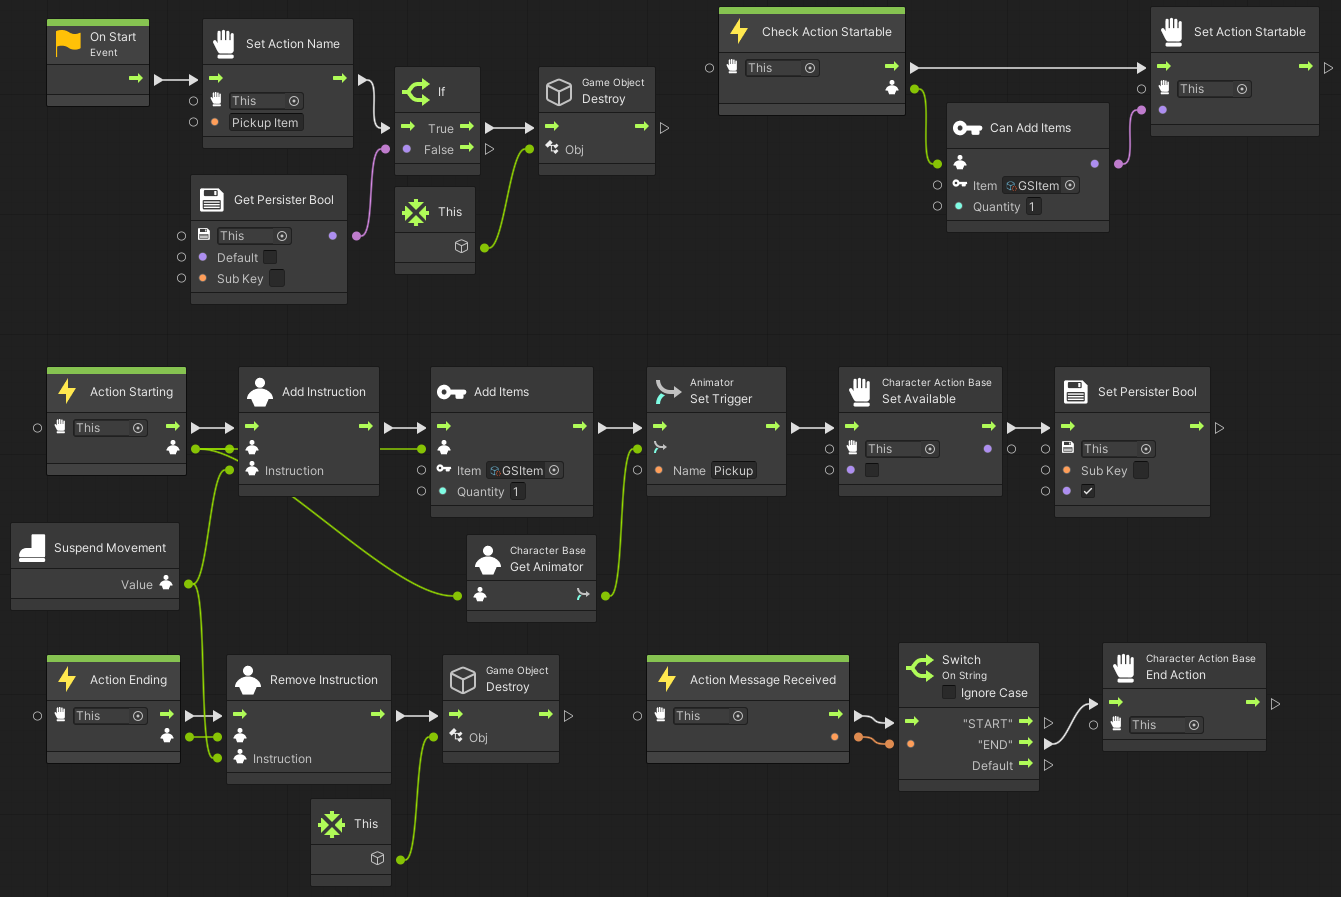 On Start
Event
Set Action Name
This
Pickup Item
If
True
False
Game Object
Destroy
Obj
Get Persister Bool
This
Default
Sub Key
This
Check Action Startable
This
Can Add Items
Item GSItem
Quantity 1
Set Action Startable
This
Action Starting
This
Add Instruction
Instruction
Add Items
Item GSItem
Quantity 1
Animator
Set Trigger
Name Pickup
Character Action Base
Set Available
This
Set Persister Bool
This
Sub Key
Suspend Movement
Value
Character Base
Get Animator
Action Ending
This
Remove Instruction
Instruction
Game Object
Destroy
Obj
This
Action Message Received
This
Switch
On String
Ignore Case
"START"
"END"
Default
Character Action Base
End Action
This